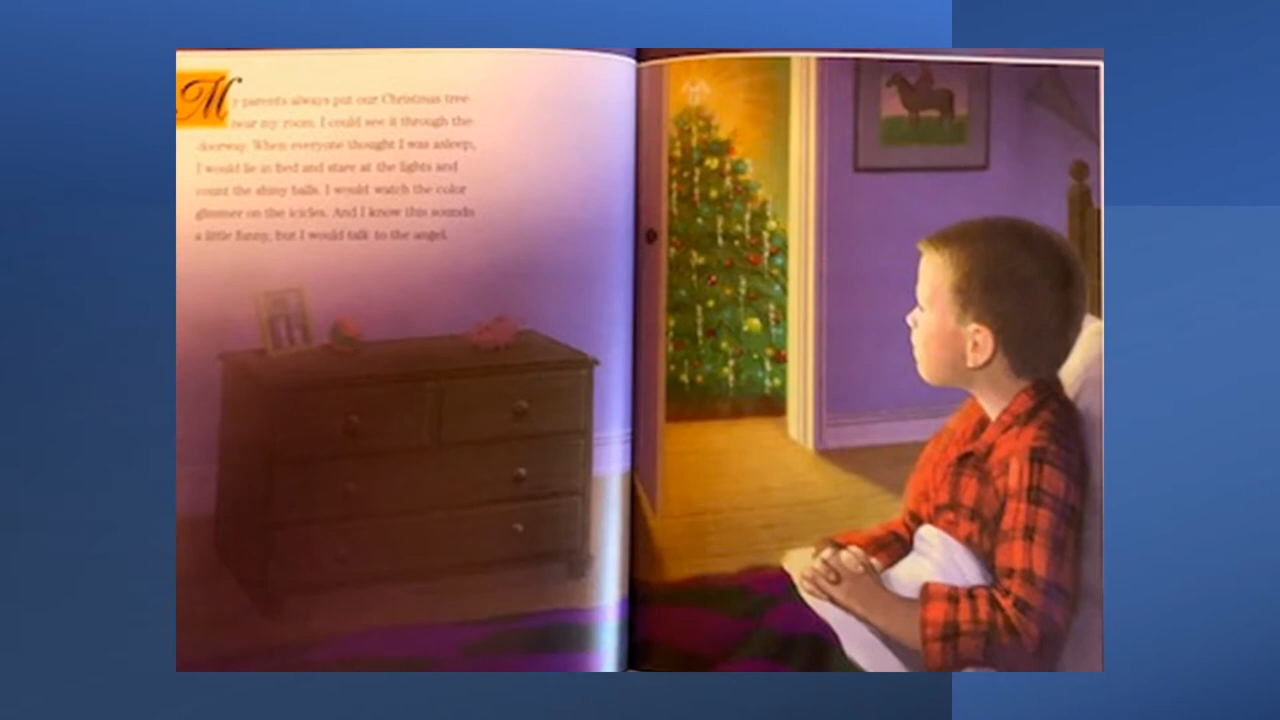 My parents always put our Christmas tree
near my room. I could see it through the
doorway. When everyone thought I was asleep,
I would lie in bed and stare at the lights and
count the shiny balls. I would watch the color
glimmer on the icicles. And I know this sounds
a little funny, but I would talk to the angel.